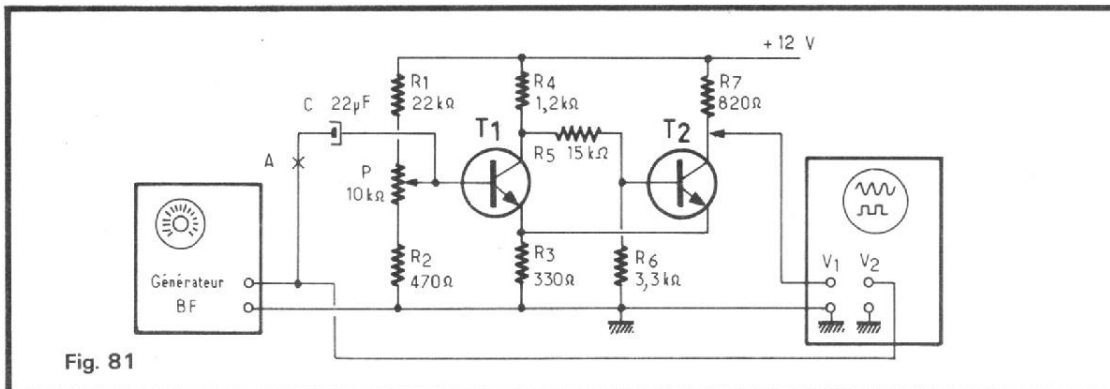 + 12 V
R1
22kΩ
R4
1,2kΩ
R7
820Ω
C 22µF
T1
R5 15kΩ
T2
A
P
10kΩ
R2
470Ω
R3
330Ω
R6
3,3kΩ
Générateur
BF
V1 V2
Fig. 81